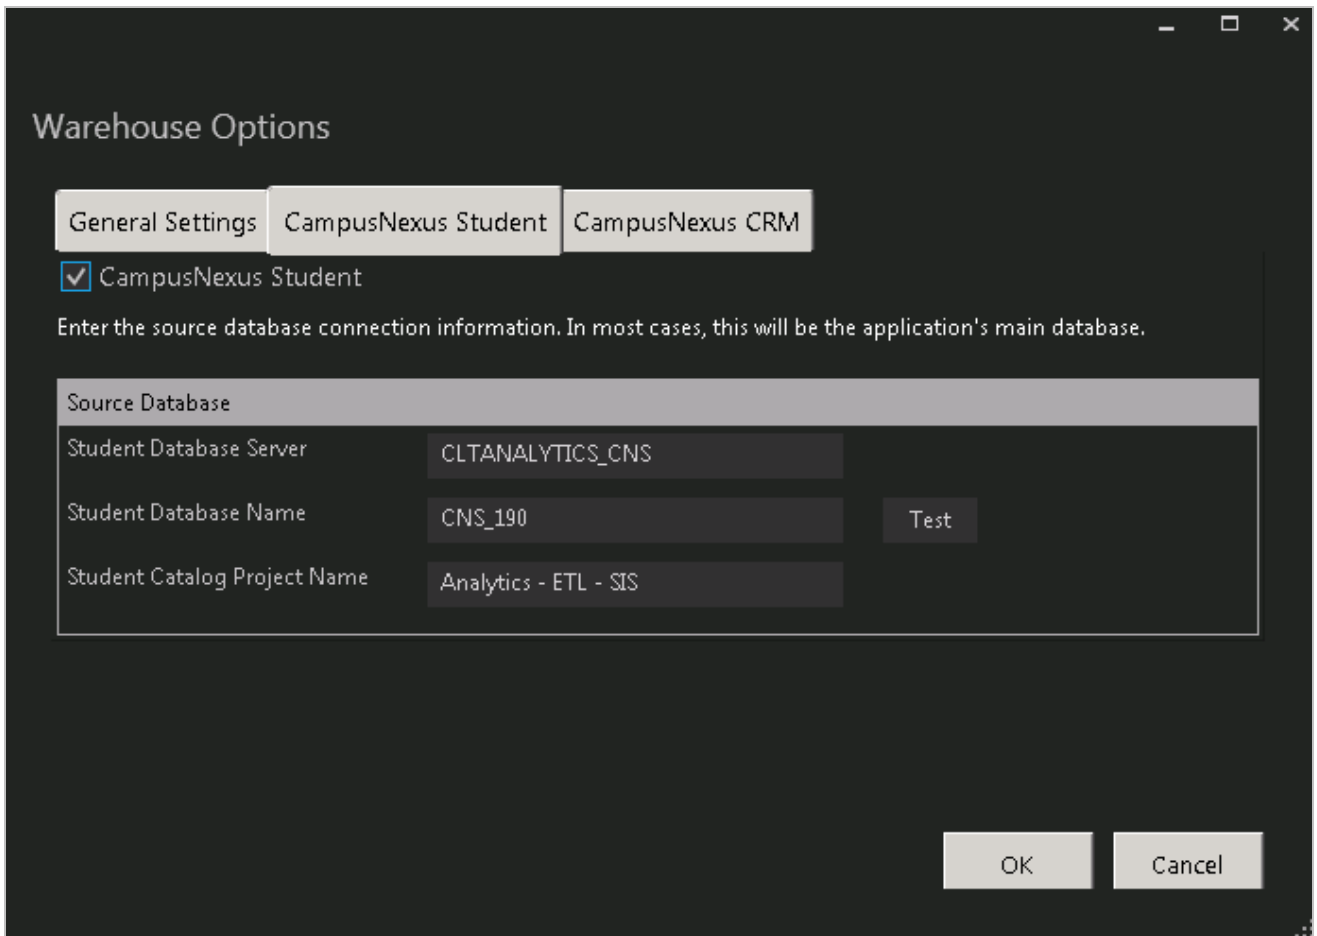 Warehouse Options
General Settings CampusNexus Student CampusNexus CRM
CampusNexus Student
Enter the source database connection information. In most cases, this will be the application's main database.
Source Database
Student Database Server CLTANALYTICS_CNS
Student Database Name CNS_190 Test
Student Catalog Project Name Analytics - ETL - SIS
OK Cancel